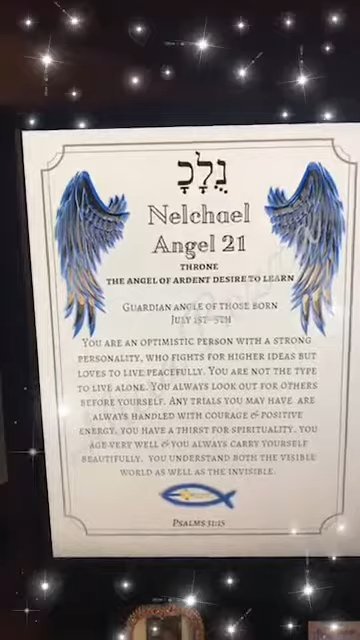 נֻלָכָ
Nelchael
Angel 21
THRONE
THE ANGEL OF ARDENT DESIRE TO LEARN
GUARDIAN ANGLE OF THOSE BORN
JULY 1ST-5TH
YOU ARE AN OPTIMISTIC PERSON WITH A STRONG
PERSONALITY, WHO FIGHTS FOR HIGHER IDEAS BUT
LOVES TO LIVE PEACEFULLY. YOU ARE NOT THE TYPE
TO LIVE ALONE. YOU ALWAYS LOOK OUT FOR OTHERS
BEFORE YOURSELF. ANY TRIALS YOU MAY HAVE ARE
ALWAYS HANDLED WITH COURAGE & POSITIVE
ENERGY. YOU HAVE A THIRST FOR SPIRITUALITY. YOU
AGE VERY WELL & YOU ALWAYS CARRY YOURSELF
BEAUTIFULLY. YOU UNDERSTAND BOTH THE VISIBLE
WORLD AS WELL AS THE INVISIBLE.
PSALMS 31:15